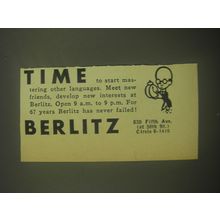 TIME to start mas-
tering other languages. Meet new
friends, develop new interests at
Berlitz. Open 9 a.m. to 9 p.m. For
67 years Berlitz has never failed!
BERLITZ
630 Fifth Ave.
(at 50th St.)
Circle 6-1416